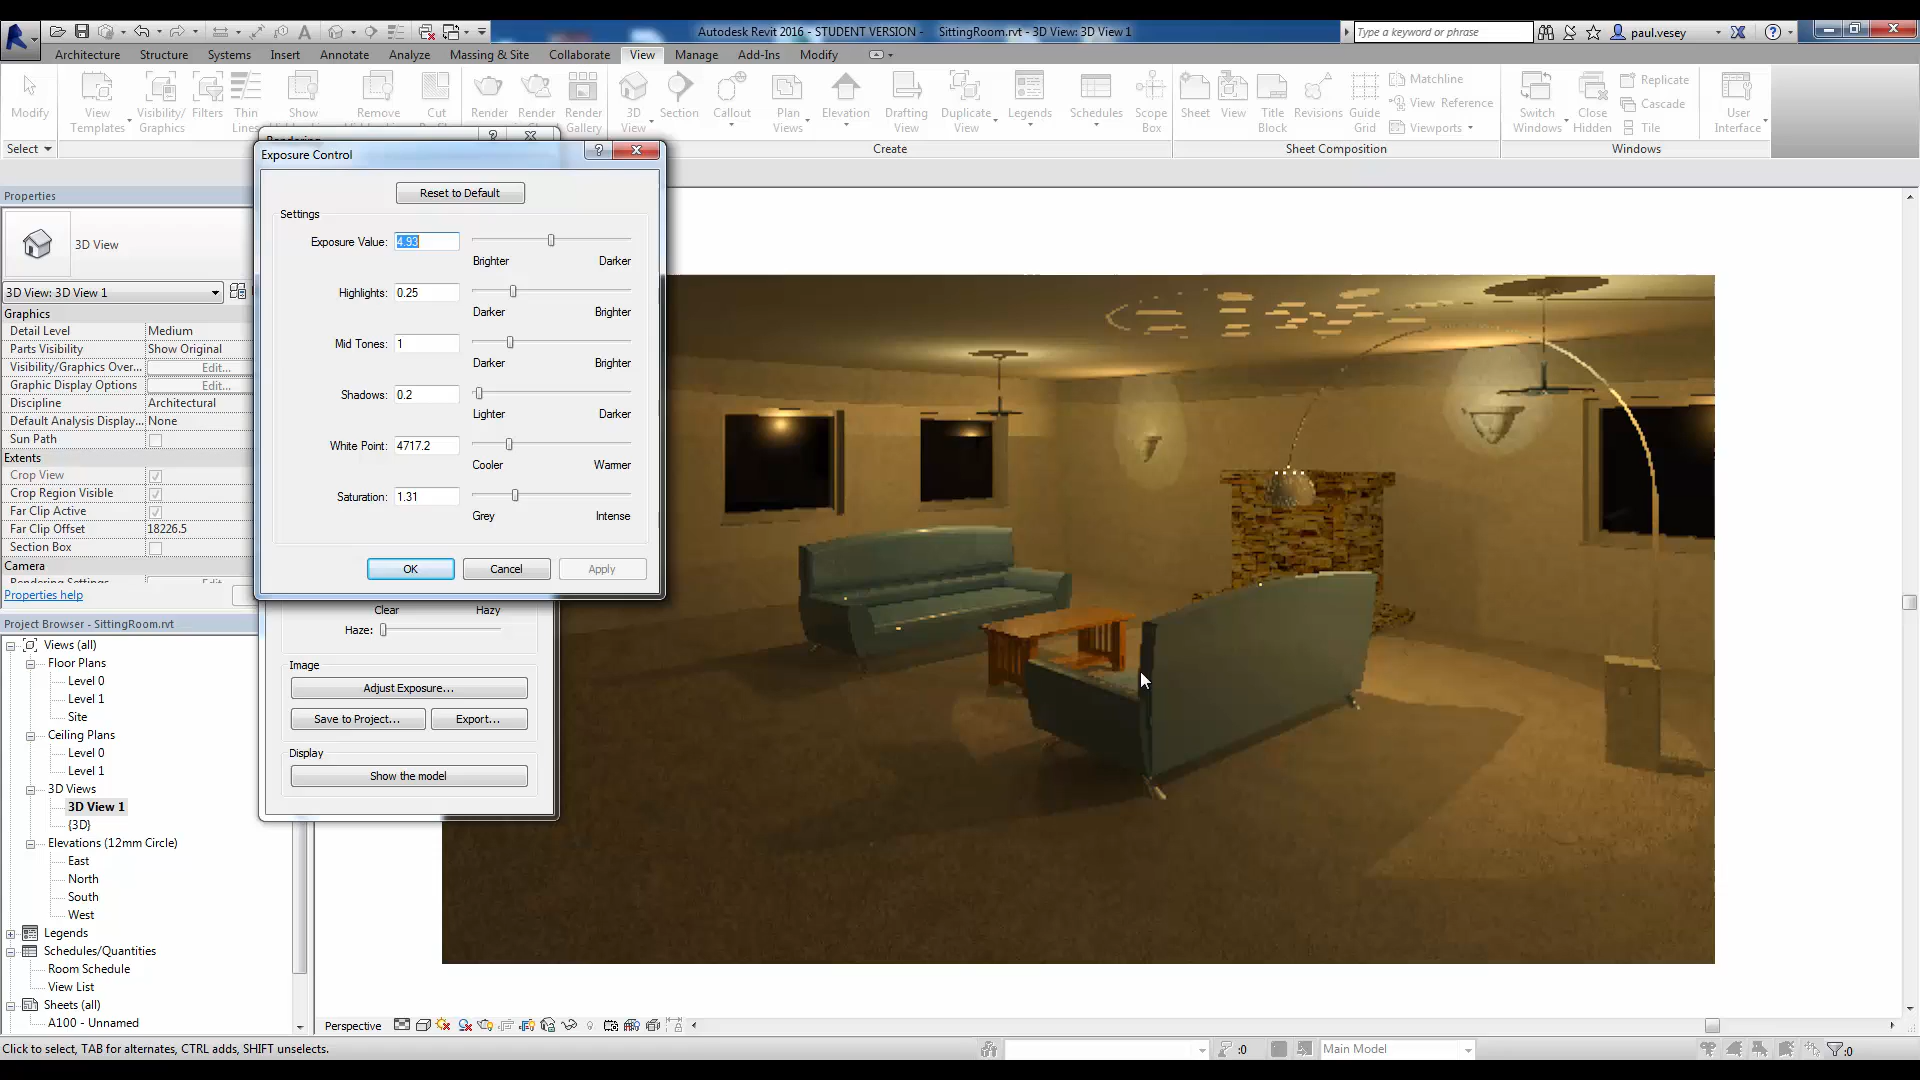 Autodesk Revit 2016 - STUDENT VERSION - SittingRoom.rvt - 3D View: 3D View 1
Type a keyword or phrase
paul.vesey
Architecture Structure Systems Insert Annotate Analyze Collaborate Massing & Site View Manage Add-Ins Modify
Modify
View Templates
Visibility/ Graphics
Filters
Thin Lines
Show
Remove
Cut
Render
Render
Render Gallery
3D View
Section
Callout
Plan Views
Elevation
Drafting View
Duplicate View
Legends
Schedules
Scope Box
Sheet
View
Title Block
Revisions
Guide Grid
Matchline
View Reference
Viewports
Switch Windows
Close Hidden
Replicate
Cascade
Tile
User Interface
Select
Create
Sheet Composition
Windows
Exposure Control
Reset to Default
Settings
Exposure Value: 4.93
Brighter Darker
Highlights: 0.25
Darker Brighter
Mid Tones: 1
Darker Brighter
Shadows: 0.2
Lighter Darker
White Point: 4717.2
Cooler Warmer
Saturation: 1.31
Grey Intense
OK Cancel Apply
Clear Hazy
Haze:
Image
Adjust Exposure...
Save to Project... Export...
Display
Show the model
Properties
3D View
3D View: 3D View 1
Graphics
Detail Level Medium
Parts Visibility Show Original
Visibility/Graphics Over... Edit...
Graphic Display Options Edit...
Discipline Architectural
Default Analysis Display... None
Sun Path
Extents
Crop View
Crop Region Visible
Far Clip Active
Far Clip Offset 18226.5
Section Box
Camera
Properties help
Project Browser - SittingRoom.rvt
Views (all)
Floor Plans
Level 0
Level 1
Site
Ceiling Plans
Level 0
Level 1
3D Views
3D View 1
{3D}
Elevations (12mm Circle)
East
North
South
West
Legends
Schedules/Quantities
Room Schedule
View List
Sheets (all)
A100 - Unnamed
Perspective
Click to select, TAB for alternates, CTRL adds, SHIFT unselects.
:0
Main Model
:0